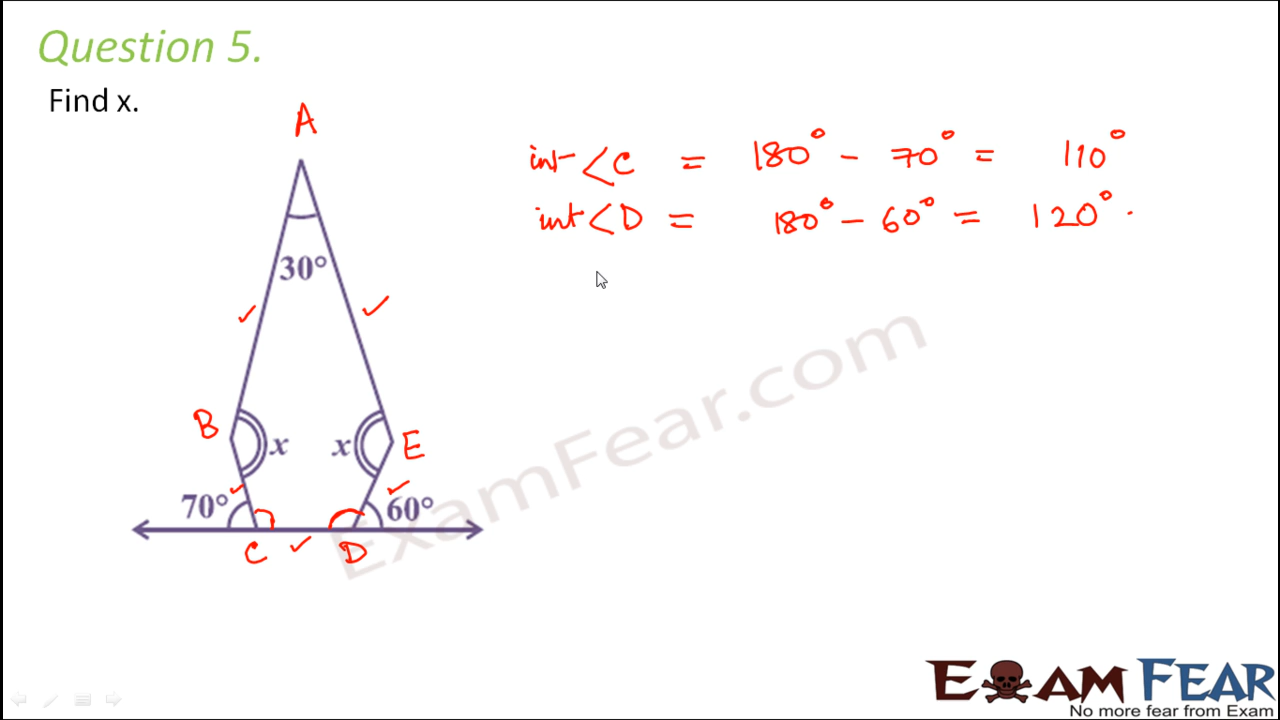 Question 5.
Find x.
A
int ∠C = 180° - 70° = 110°
int ∠D = 180° - 60° = 120°.
30°
B x x E
70° 60°
C D
ExamFear.com
EXAM FEAR
No more fear from Exam